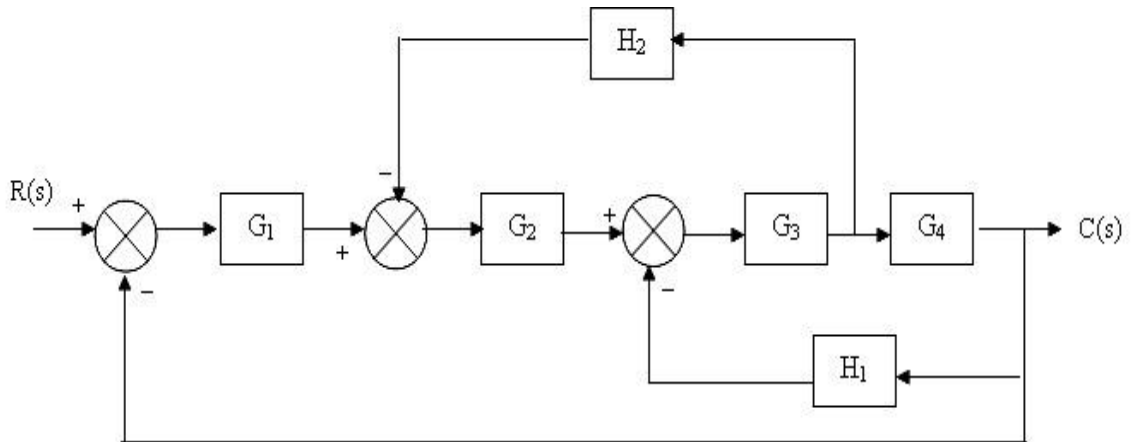 H₂
R(s)
+
−
G₁
+
−
G₂
+
−
G₃
G₄
C(s)
H₁